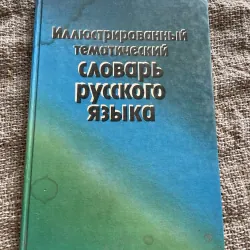 Иллюстрированный
тематический
словарь
русского
языка